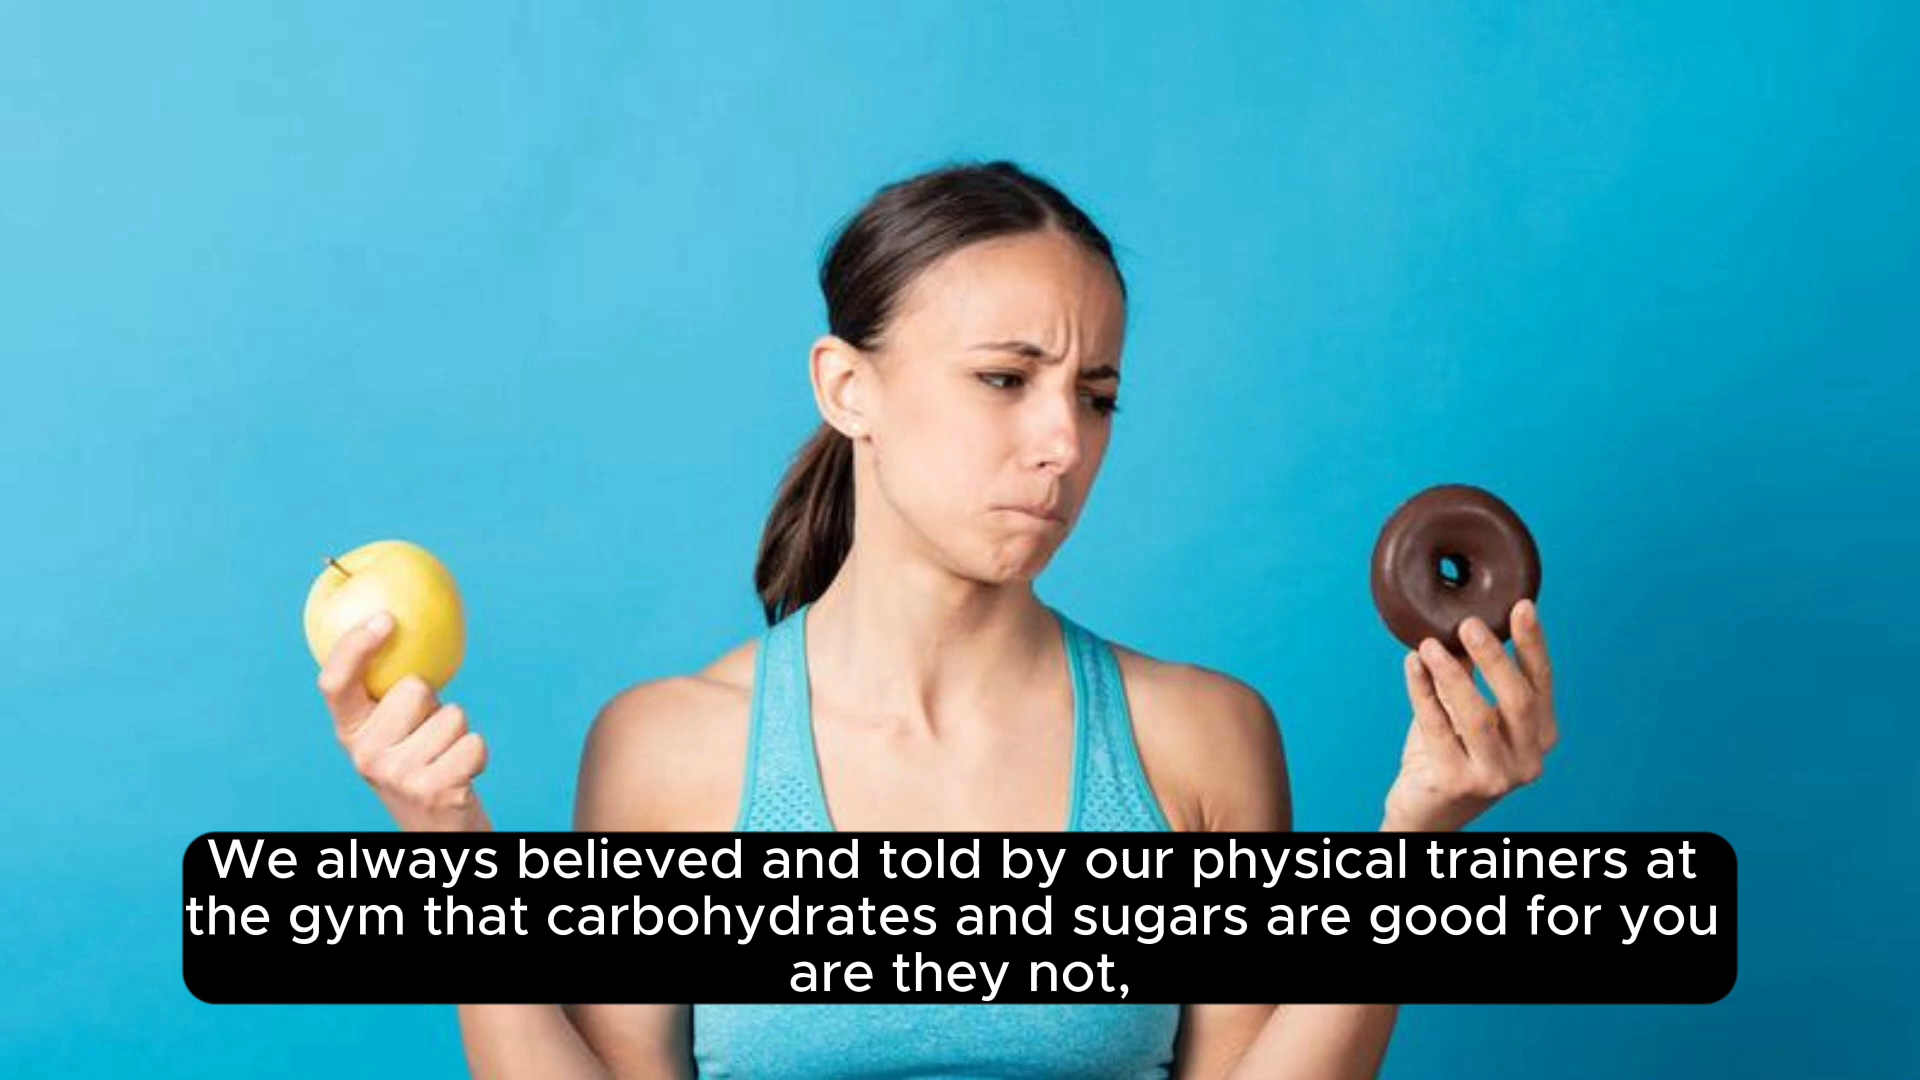 We always believed and told by our physical trainers at
the gym that carbohydrates and sugars are good for you
are they not,